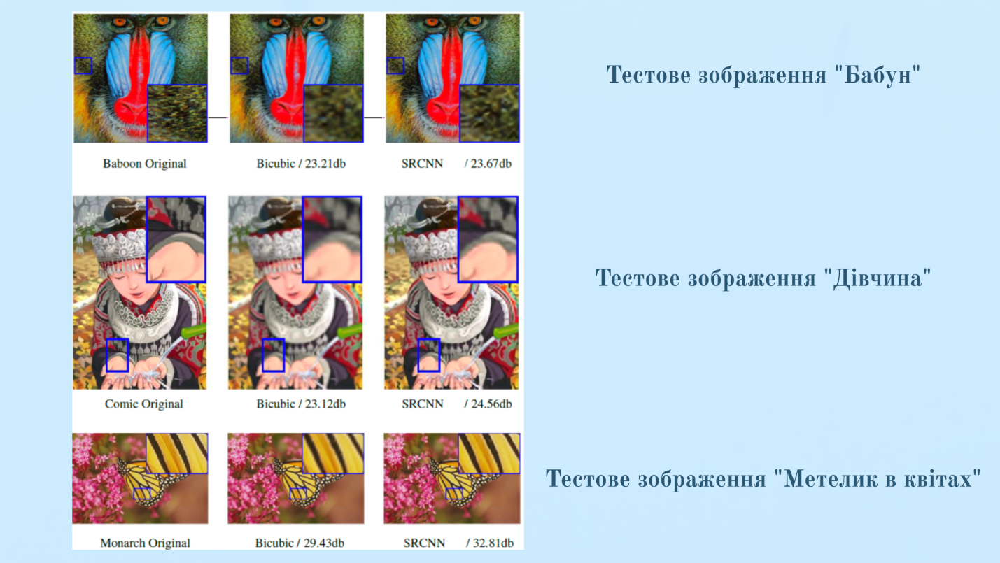 Тестове зображення "Бабун"
Baboon Original
Bicubic / 23.21db
SRCNN / 23.67db
Тестове зображення "Дівчина"
Comic Original
Bicubic / 23.12db
SRCNN / 24.56db
Тестове зображення "Метелик в квітах"
Monarch Original
Bicubic / 29.43db
SRCNN / 32.81db